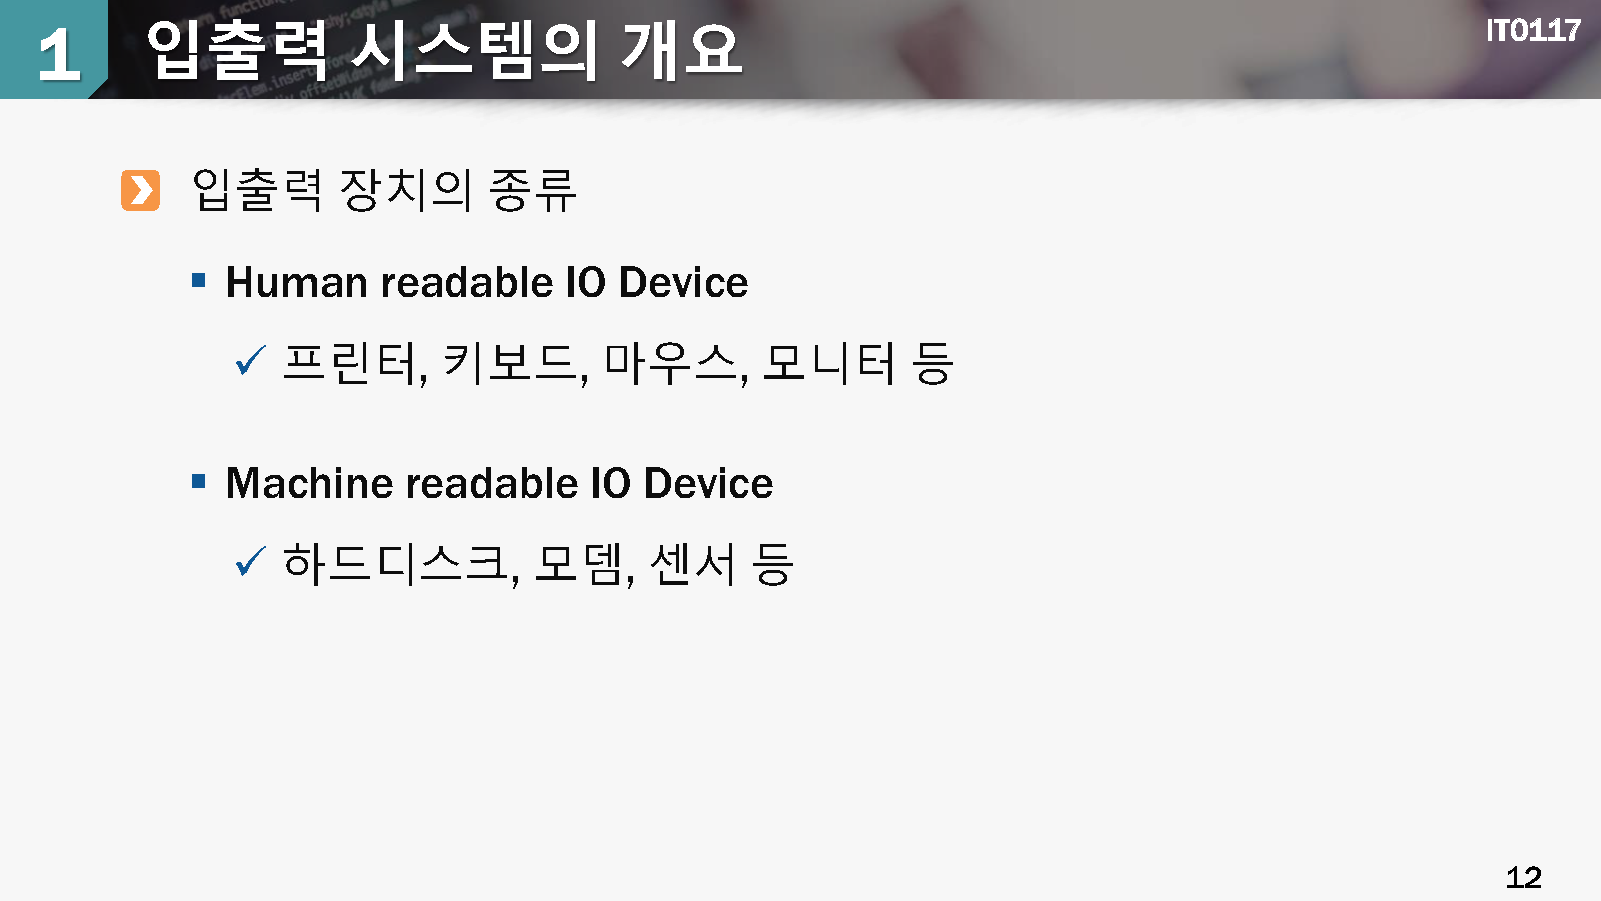 1 입출력 시스템의 개요
IT0117
입출력 장치의 종류
▪ Human readable IO Device
✓ 프린터, 키보드, 마우스, 모니터 등
▪ Machine readable IO Device
✓ 하드디스크, 모뎀, 센서 등
12